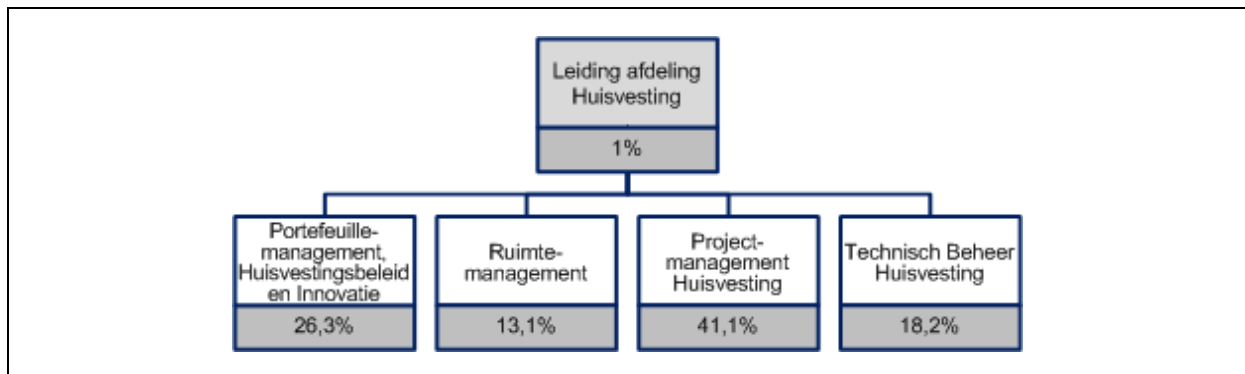 Leiding afdeling
Huisvesting
1%
Portefeuille-
management,
Huisvestingsbeleid
en Innovatie
26,3%
Ruimte-
management
13,1%
Project-
management
Huisvesting
41,1%
Technisch Beheer
Huisvesting
18,2%